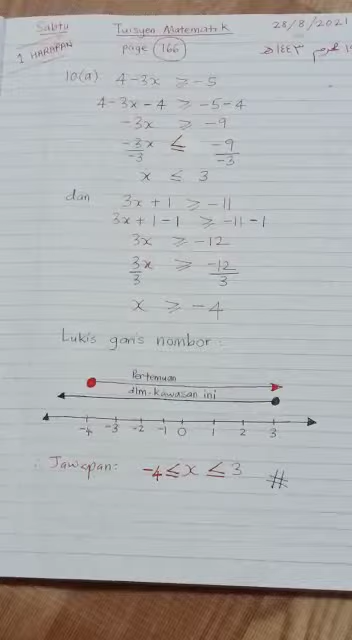 Sabtu Tuisyen Matematik 28/8/2021
1 HARAPAN page 166 محرم ١٤٤٣ هـ
10(a) 4-3x ≥ -5
4-3x-4 ≥ -5-4
-3x ≥ -9
-3x/-3 ≤ -9/-3
x ≤ 3
dan 3x+1 ≥ -11
3x+1-1 ≥ -11-1
3x ≥ -12
3x/3 ≥ -12/3
x ≥ -4
Lukis garis nombor:
Pertemuan
dlm kawasan ini
-4 -3 -2 -1 0 1 2 3
∴ Jawapan: -4 ≤ x ≤ 3 #